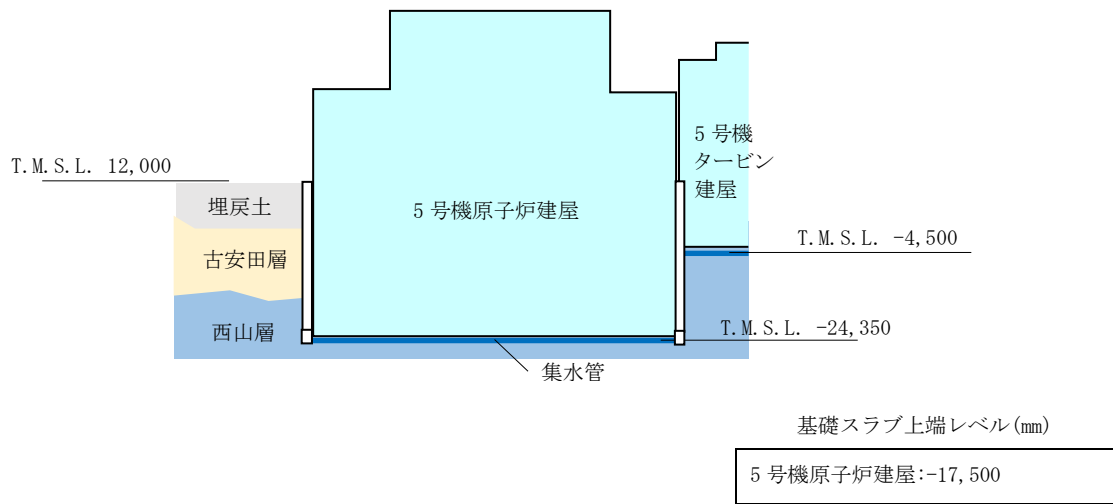 5 号機
タービン
建屋
T.M.S.L. 12,000
埋戻土
5 号機原子炉建屋
T.M.S.L. -4,500
古安田層
西山層
T.M.S.L. -24,350
集水管
基礎スラブ上端レベル(㎜)
5 号機原子炉建屋:-17,500